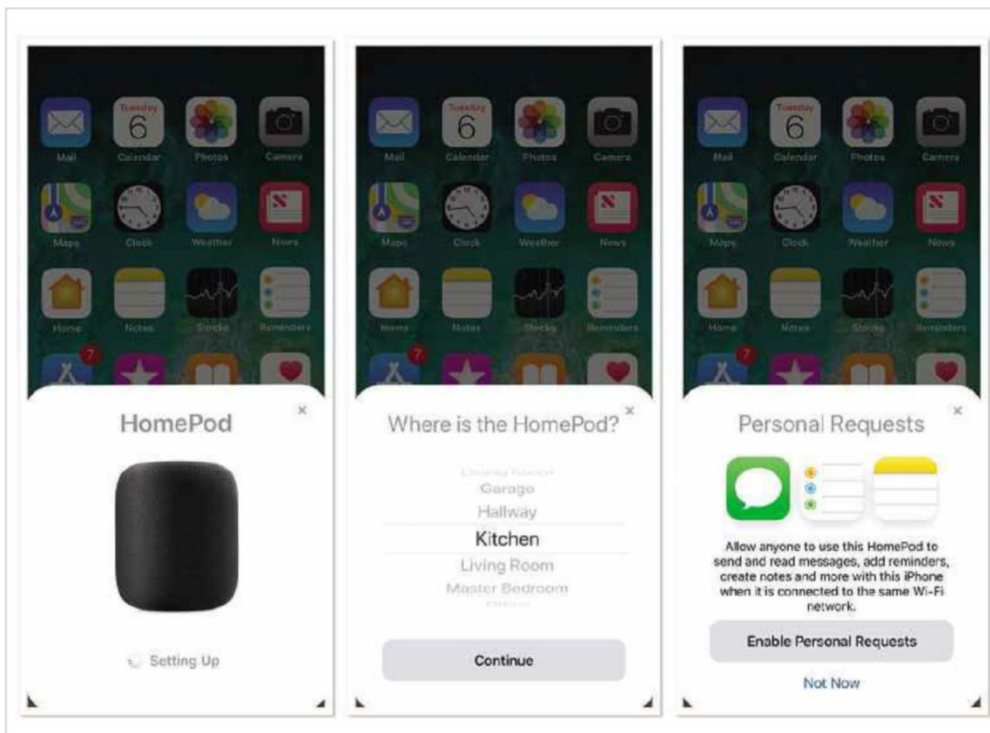 Tuesday
6
Mail
Calendar
Photos
Camera
Maps
Clock
Weather
News
Home
Notes
Stocks
Reminders
7
HomePod
×
Setting Up
Tuesday
6
Mail
Calendar
Photos
Camera
Maps
Clock
Weather
News
Home
Notes
Stocks
Reminders
7
Where is the HomePod?
×
Garage
Hallway
Kitchen
Living Room
Master Bedroom
Continue
Tuesday
6
Mail
Calendar
Photos
Camera
Maps
Clock
Weather
News
Home
Notes
Stocks
Reminders
7
Personal Requests
×
Allow anyone to use this HomePod to
send and read messages, add reminders,
create notes and more with this iPhone
when it is connected to the same Wi-Fi
network.
Enable Personal Requests
Not Now